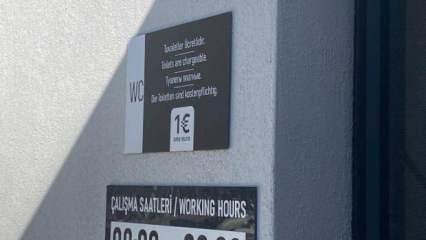 WC
Tuvaletler ücretlidir.
Toilets are chargeable.
Туалеты платные.
Die Toiletten sind kostenpflichtig.
1€
ÇALIŞMA SAATLERİ / WORKING HOURS